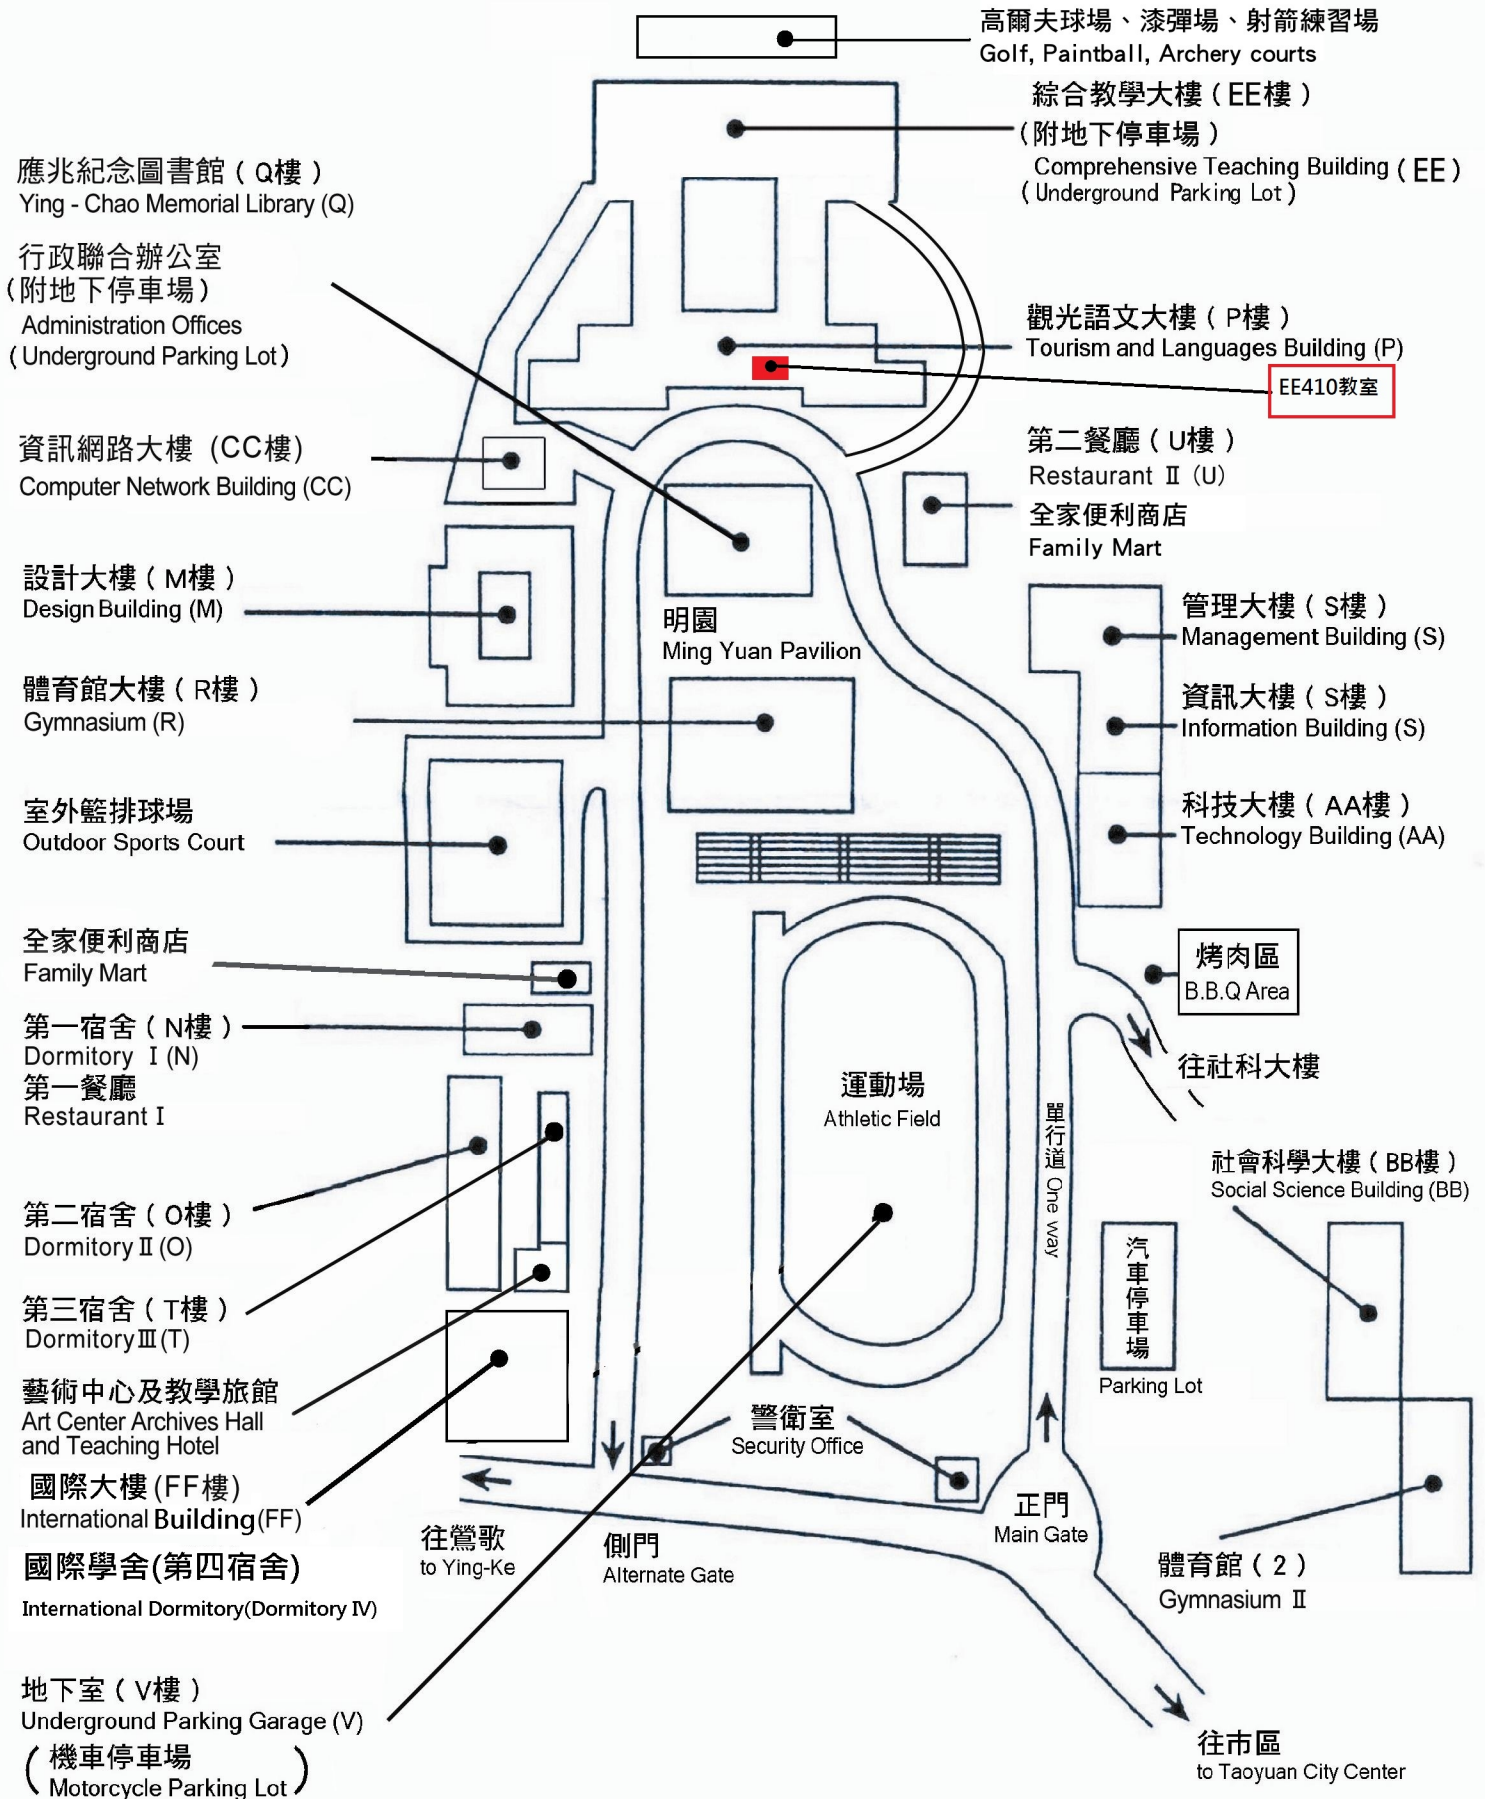 高爾夫球場、漆彈場、射箭練習場
Golf, Paintball, Archery courts
綜合教學大樓(EE樓)
(附地下停車場)
Comprehensive Teaching Building (EE)
(Underground Parking Lot)
應兆紀念圖書館(Q樓)
Ying - Chao Memorial Library (Q)
行政聯合辦公室
(附地下停車場)
Administration Offices
(Underground Parking Lot)
觀光語文大樓(P樓)
Tourism and Languages Building (P)
EE410教室
資訊網路大樓 (CC樓)
Computer Network Building (CC)
第二餐廳(U樓)
Restaurant Ⅱ (U)
全家便利商店
Family Mart
設計大樓(M樓)
Design Building (M)
明園
Ming Yuan Pavilion
管理大樓(S樓)
Management Building (S)
體育館大樓(R樓)
Gymnasium (R)
資訊大樓(S樓)
Information Building (S)
室外籃排球場
Outdoor Sports Court
科技大樓(AA樓)
Technology Building (AA)
全家便利商店
Family Mart
烤肉區
B.B.Q Area
第一宿舍(N樓)
Dormitory Ⅰ (N)
第一餐廳
Restaurant Ⅰ
往社科大樓
運動場
Athletic Field
單行道 One way
社會科學大樓(BB樓)
Social Science Building (BB)
第二宿舍(O樓)
Dormitory Ⅱ (O)
汽車停車場
Parking Lot
第三宿舍(T樓)
Dormitory Ⅲ (T)
藝術中心及教學旅館
Art Center Archives Hall
and Teaching Hotel
警衛室
Security Office
國際大樓(FF樓)
International Building (FF)
正門
Main Gate
往鶯歌
to Ying-Ke
側門
Alternate Gate
體育館(2)
Gymnasium Ⅱ
國際學舍(第四宿舍)
International Dormitory(Dormitory Ⅳ)
地下室(V樓)
Underground Parking Garage (V)
(機車停車場
Motorcycle Parking Lot)
往市區
to Taoyuan City Center